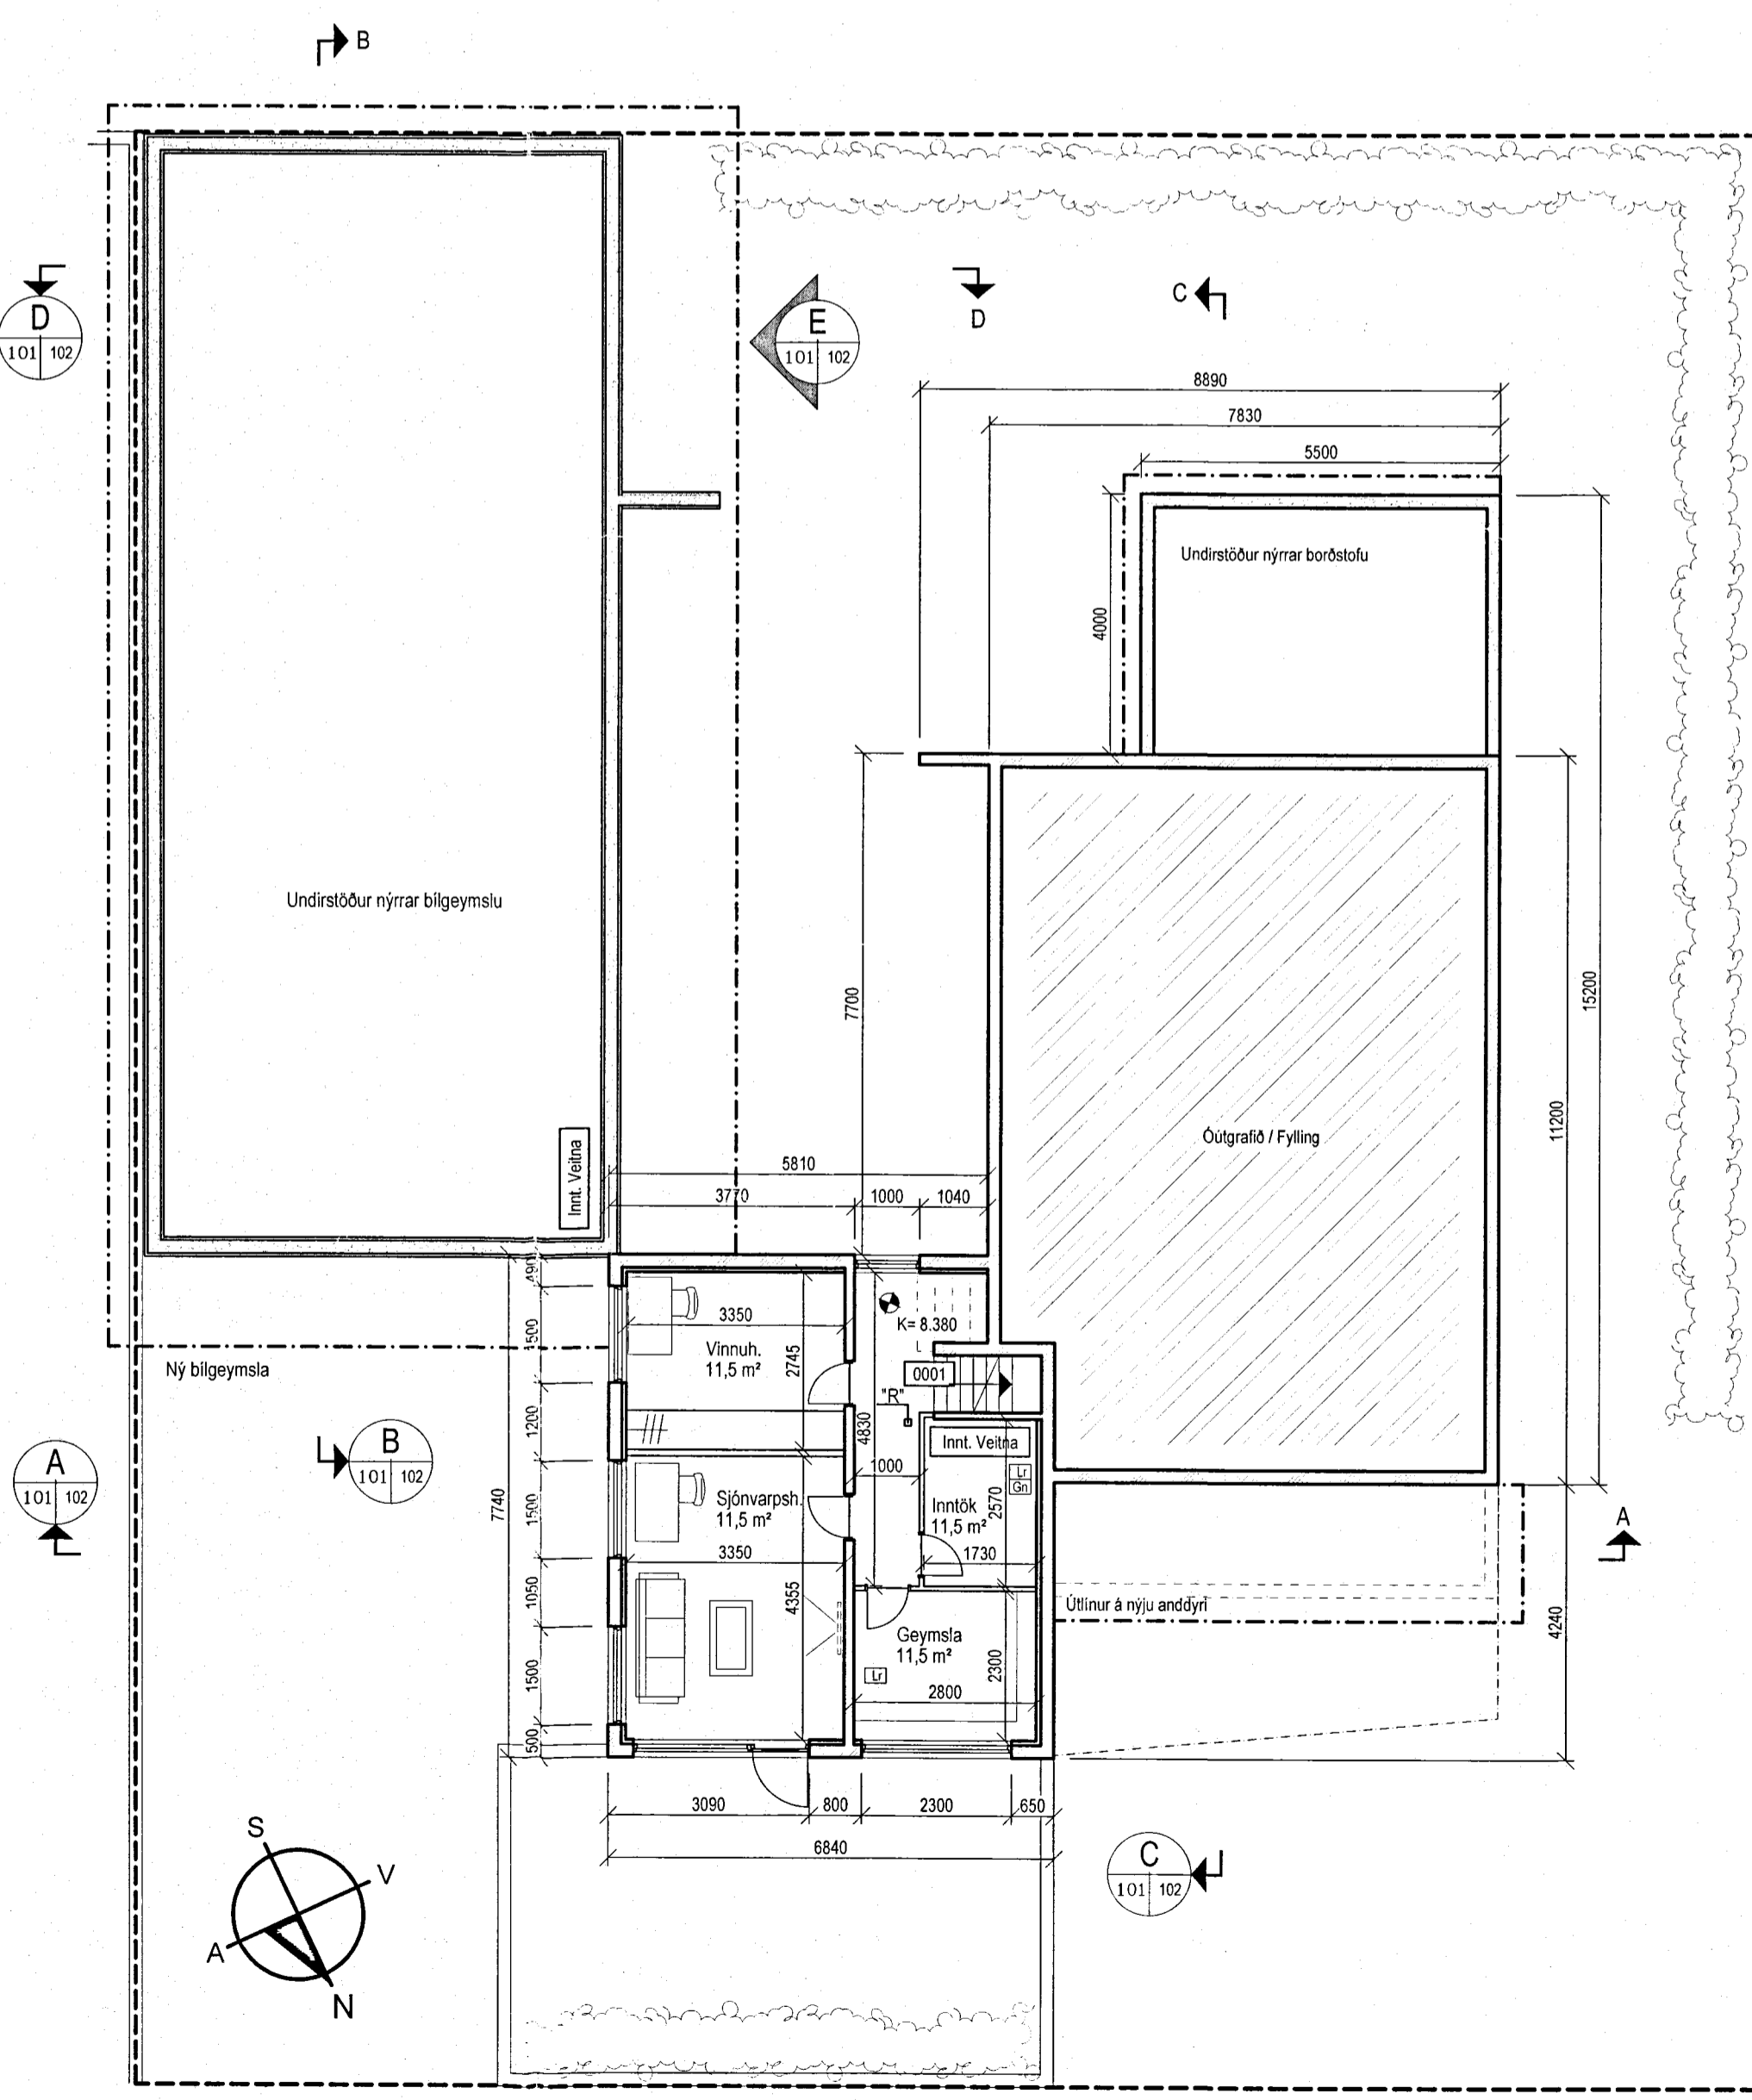 B
D
101 102
E
101 102
D
C
8890
7830
5500
Undirstöður nýrrar borðstofu
4000
Undirstöður nýrrar bílgeymslu
7700
15200
11200
Óútgrafið / Fylling
Innt. Veitna
5810
3770
1000
1040
490
1500
1200
1500
1050
1500
500
7740
3350
Vinnuh.
11,5 m²
2745
K= 8.380
0001
"R"
4830
1000
Innt. Veitna
Lr
Gn
Inntök
11,5 m²
2570
1730
Ný bílgeymsla
A
101 102
B
101 102
Sjónvarpsh.
11,5 m²
3350
4355
A
Útlínur á nýju anddyri
4240
Geymsla
11,5 m²
Lr
2300
2800
3090
800
2300
650
6840
S
V
A
N
C
101 102